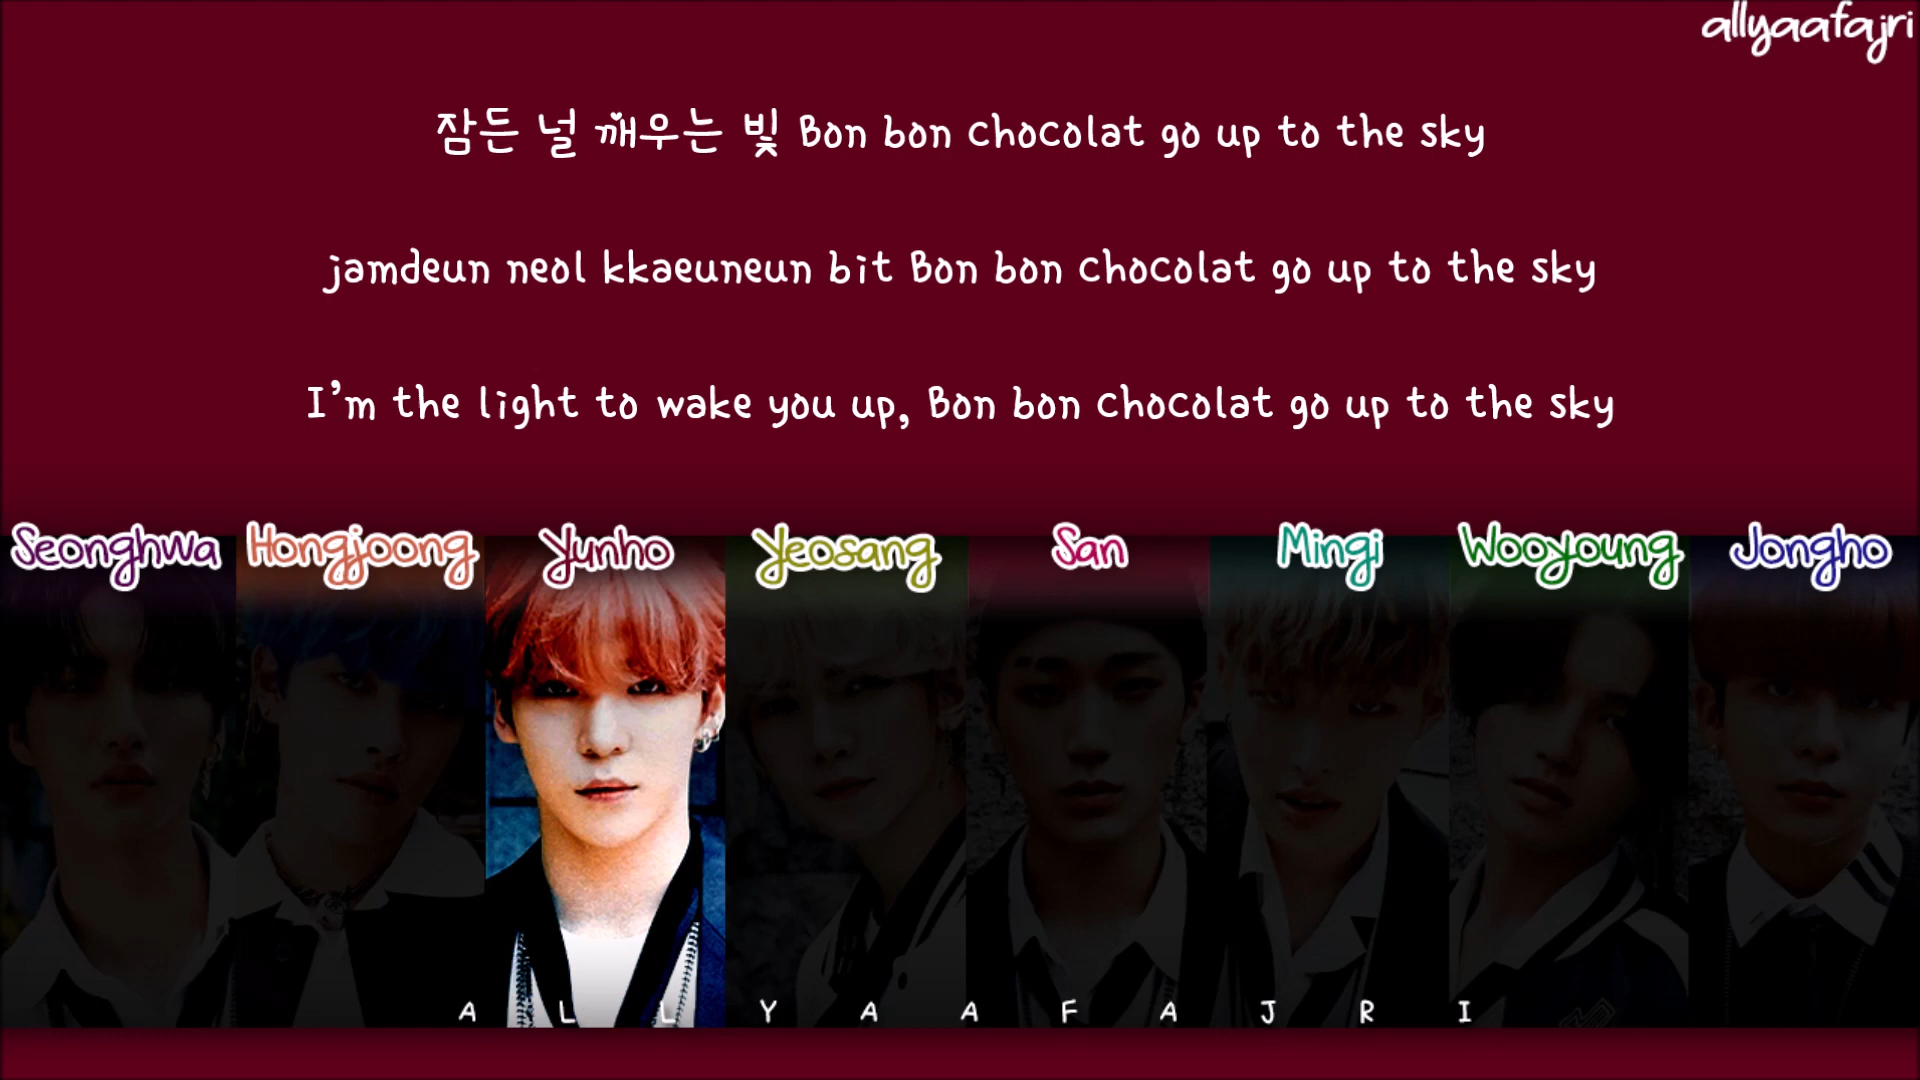 allyaafajri
잠든 널 깨우는 빛 Bon bon chocolat go up to the sky
jamdeun neol kkaeuneun bit Bon bon chocolat go up to the sky
I'm the light to wake you up, Bon bon chocolat go up to the sky
Seonghwa Hongjoong Yunho Yeosang San Mingi Wooyoung Jongho
A L L Y A A F A J R I